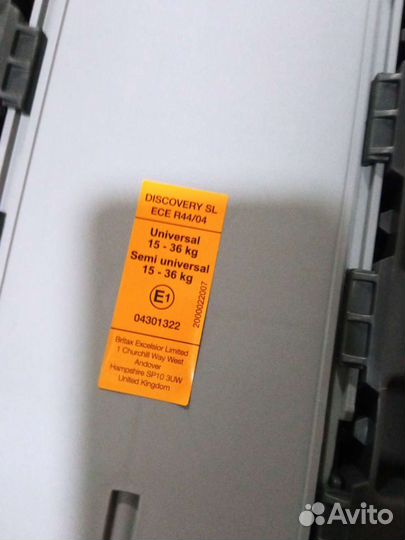 DISCOVERY SL
ECE R44/04
Universal
15 - 36 kg
Semi universal
15 - 36 kg
E1
04301322
2000022007
Britax Excelsior Limited
1 Churchill Way West
Andover
Hampshire SP10 3UW
United Kingdom
Avito